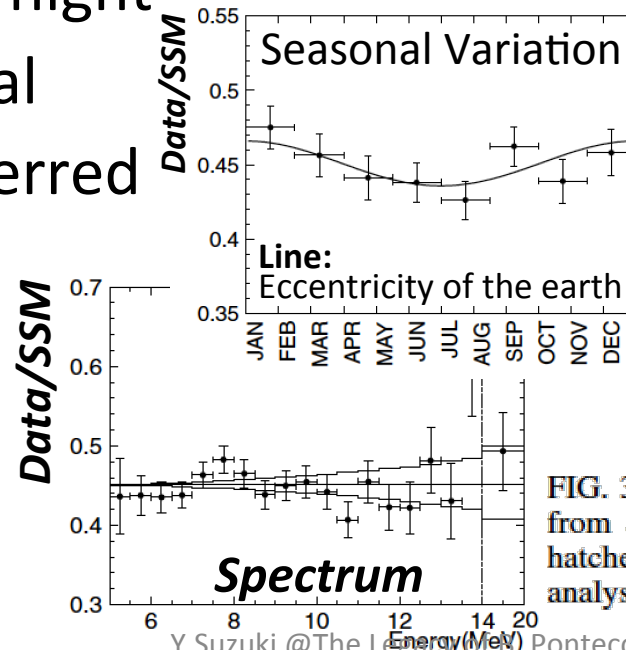 night
al
erred
Data/SSM
0.55
0.5
0.45
0.4
0.35
Seasonal Variation
Line:
Eccentricity of the earth
JAN FEB MAR APR MAY JUN JUL AUG SEP OCT NOV DEC
Data/SSM
0.7
0.6
0.5
0.4
0.3
Spectrum
6 8 10 12 14 20
Energy(MeV)
FIG. 3
from
hatche
analys
Y Suzuki @The Legacy of B. Ponteco